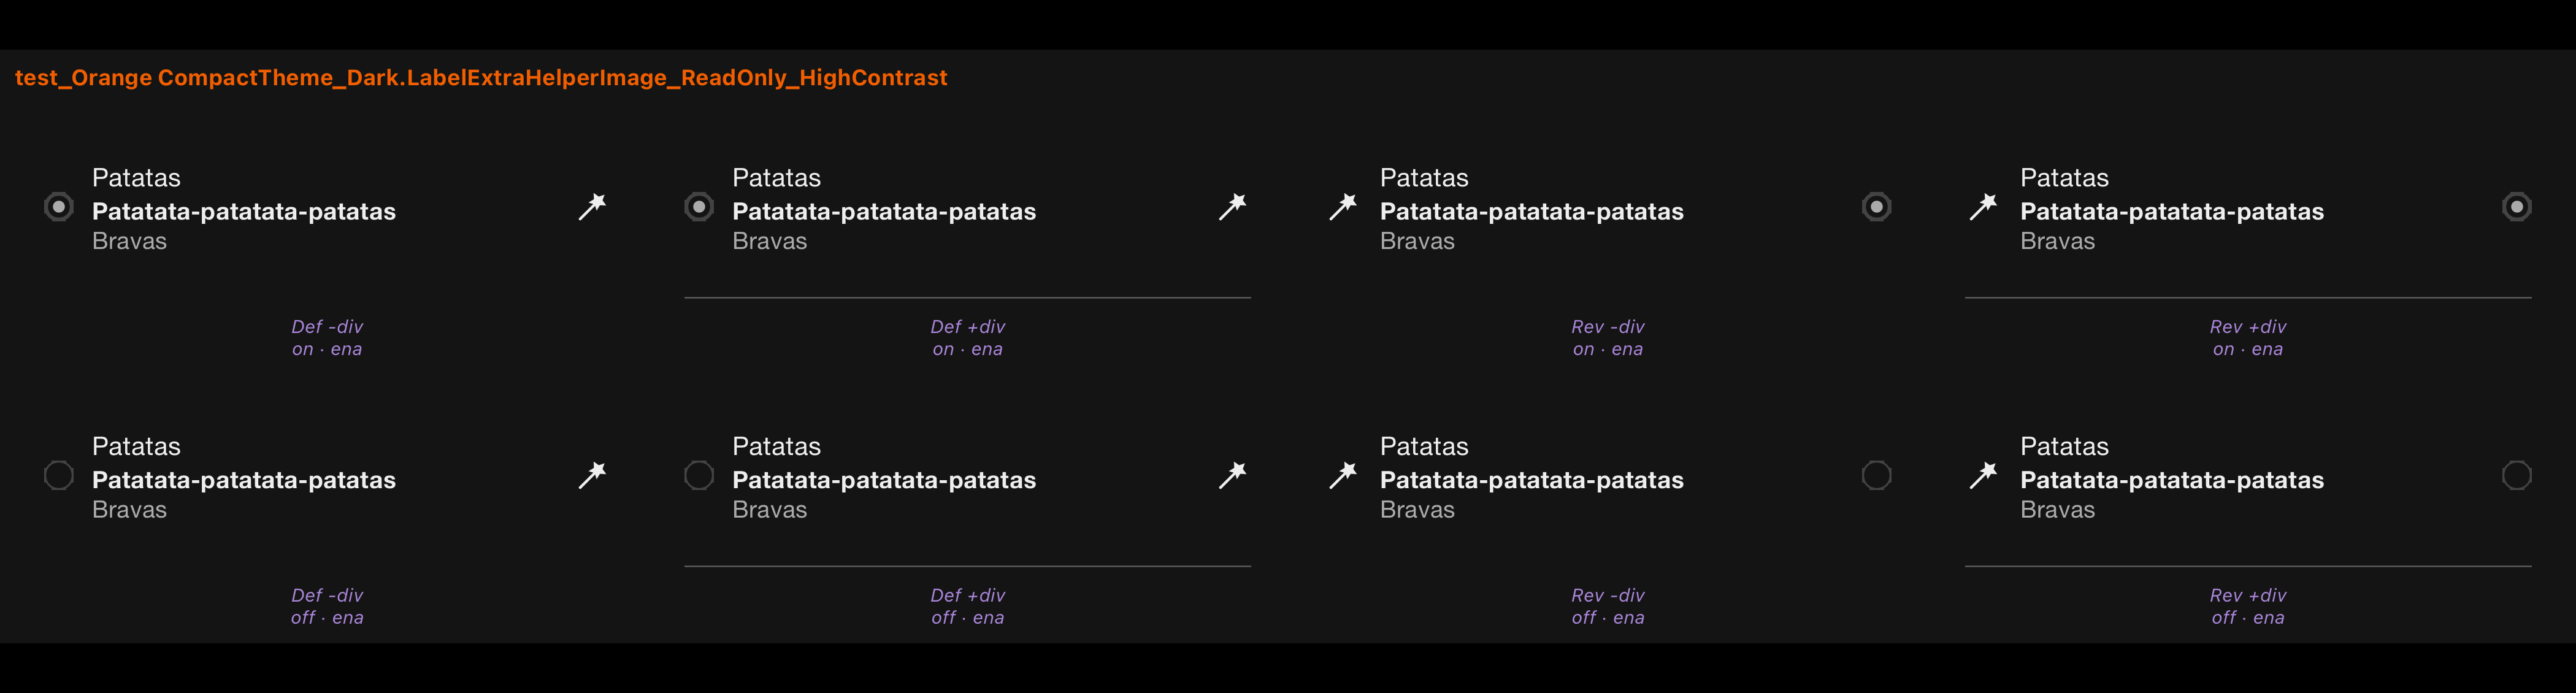 test_Orange CompactTheme_Dark.LabelExtraHelperImage_ReadOnly_HighContrast
Patatas
Patatata-patatata-patatas
Bravas
Def -div
on · ena
Patatas
Patatata-patatata-patatas
Bravas
Def +div
on · ena
Patatas
Patatata-patatata-patatas
Bravas
Rev -div
on · ena
Patatas
Patatata-patatata-patatas
Bravas
Rev +div
on · ena
Patatas
Patatata-patatata-patatas
Bravas
Def -div
off · ena
Patatas
Patatata-patatata-patatas
Bravas
Def +div
off · ena
Patatas
Patatata-patatata-patatas
Bravas
Rev -div
off · ena
Patatas
Patatata-patatata-patatas
Bravas
Rev +div
off · ena